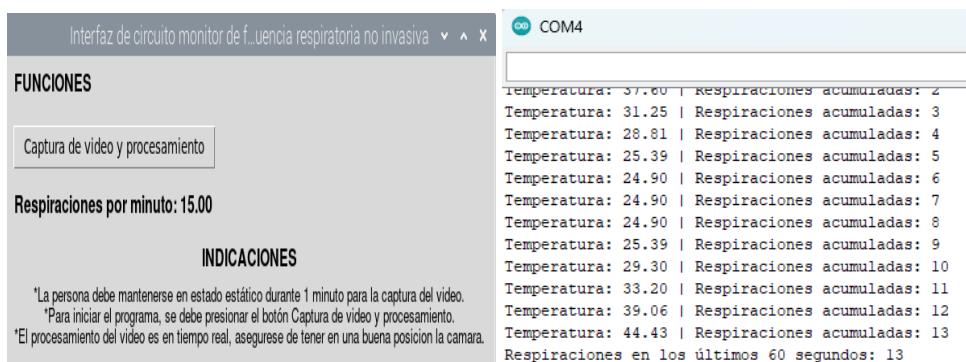 Interfaz de circuito monitor de f...uencia respiratoria no invasiva
FUNCIONES
Captura de video y procesamiento
Respiraciones por minuto: 15.00
INDICACIONES
*La persona debe mantenerse en estado estático durante 1 minuto para la captura del video.
*Para iniciar el programa, se debe presionar el botón Captura de video y procesamiento.
*El procesamiento del video es en tiempo real, asegurese de tener en una buena posicion la camara.
COM4
Temperatura: 37.60 | Respiraciones acumuladas: 2
Temperatura: 31.25 | Respiraciones acumuladas: 3
Temperatura: 28.81 | Respiraciones acumuladas: 4
Temperatura: 25.39 | Respiraciones acumuladas: 5
Temperatura: 24.90 | Respiraciones acumuladas: 6
Temperatura: 24.90 | Respiraciones acumuladas: 7
Temperatura: 24.90 | Respiraciones acumuladas: 8
Temperatura: 25.39 | Respiraciones acumuladas: 9
Temperatura: 29.30 | Respiraciones acumuladas: 10
Temperatura: 33.20 | Respiraciones acumuladas: 11
Temperatura: 39.06 | Respiraciones acumuladas: 12
Temperatura: 44.43 | Respiraciones acumuladas: 13
Respiraciones en los últimos 60 segundos: 13